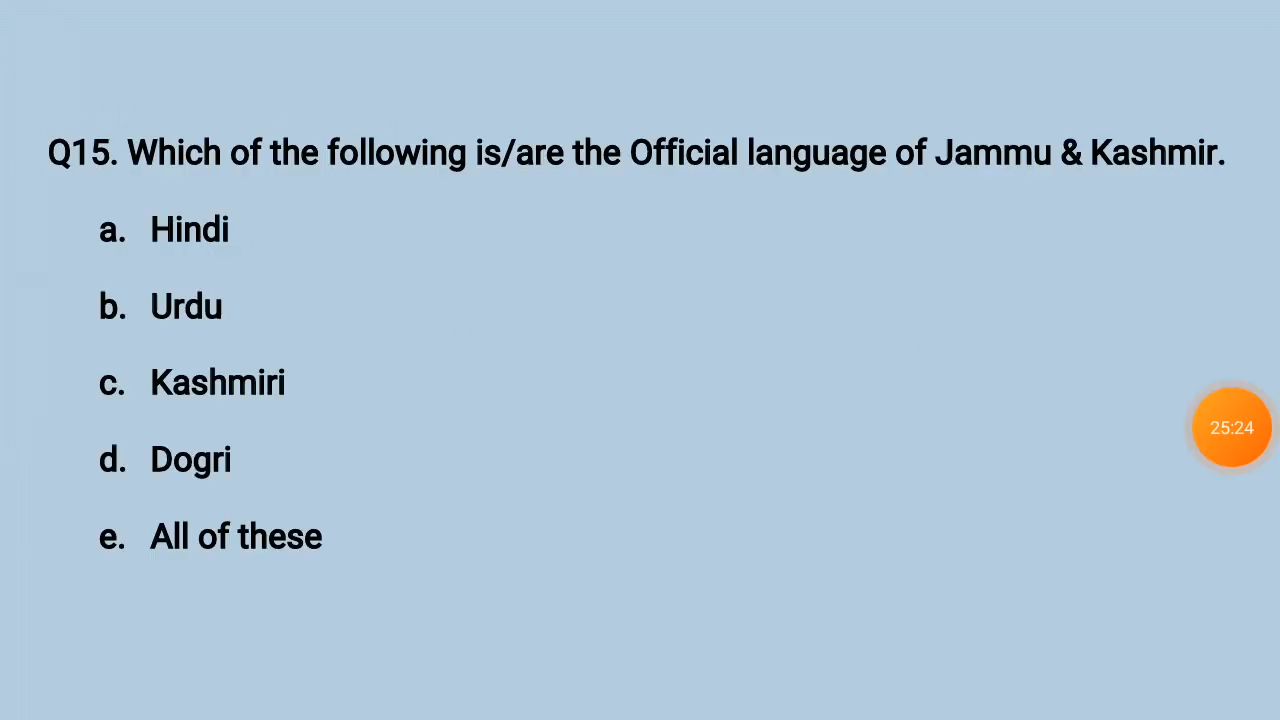 Q15. Which of the following is/are the Official language of Jammu & Kashmir.
a. Hindi
b. Urdu
c. Kashmiri
25:24
d. Dogri
e. All of these